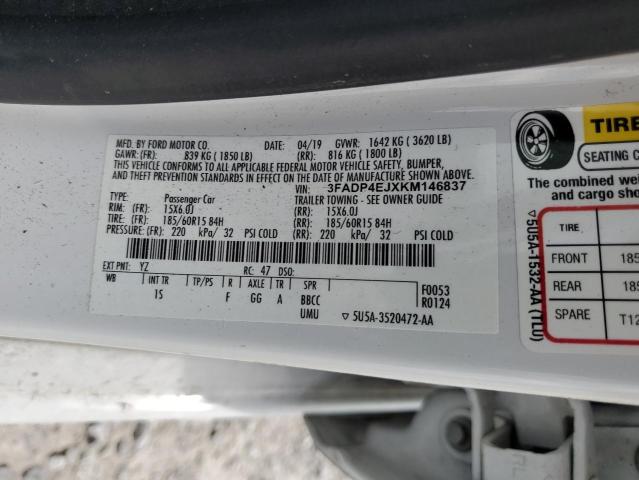 MFD. BY FORD MOTOR CO.
DATE: 04/19 GVWR: 1642 KG ( 3620 LB)
GAWR: (FR): 839 KG ( 1850 LB) (RR): 816 KG ( 1800 LB)
THIS VEHICLE CONFORMS TO ALL APPLICABLE FEDERAL MOTOR VEHICLE SAFETY, BUMPER,
AND THEFT PREVENTION STANDARDS IN EFFECT ON THE DATE OF MANUFACTURE SHOWN ABOVE.
VIN: 3FADP4EJXKM146837
TYPE: Passenger Car TRAILER TOWING - SEE OWNER GUIDE
RIM: (FR): 15X6.0J (RR): 15X6.0J
TIRE: (FR): 185/60R15 84H (RR): 185/60R15 84H
PRESSURE: (FR): 220 kPa/ 32 PSI COLD (RR): 220 kPa/ 32 PSI COLD
EXT PNT: YZ RC: 47 DSO:
WB INT TR TP/PS R AXLE TR SPR F0053
1S F GG A BBCC R0124
UMU ▽ 5U5A-3520472-AA
TIRE
SEATING C
The combined wei
and cargo sho
TIRE
FRONT 185
REAR 185
SPARE T12
▽5U5A-1532-AA (TLU)